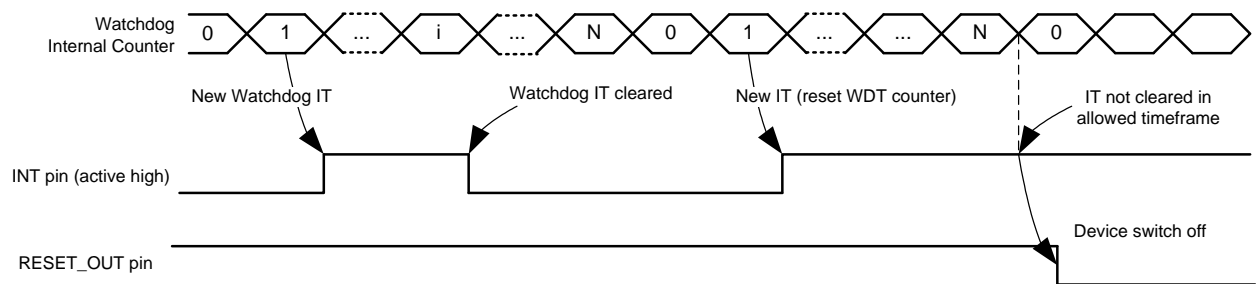 Watchdog
Internal Counter
0 1 ... i ... N 0 1 ... ... N 0
New Watchdog IT
Watchdog IT cleared
New IT (reset WDT counter)
IT not cleared in
allowed timeframe
INT pin (active high)
Device switch off
RESET_OUT pin